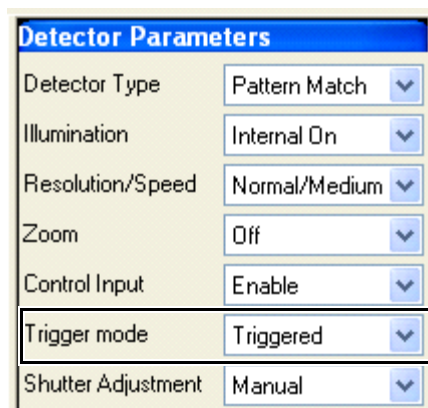 Detector Parameters
Detector Type Pattern Match
Illumination Internal On
Resolution/Speed Normal/Medium
Zoom Off
Control Input Enable
Trigger mode Triggered
Shutter Adjustment Manual